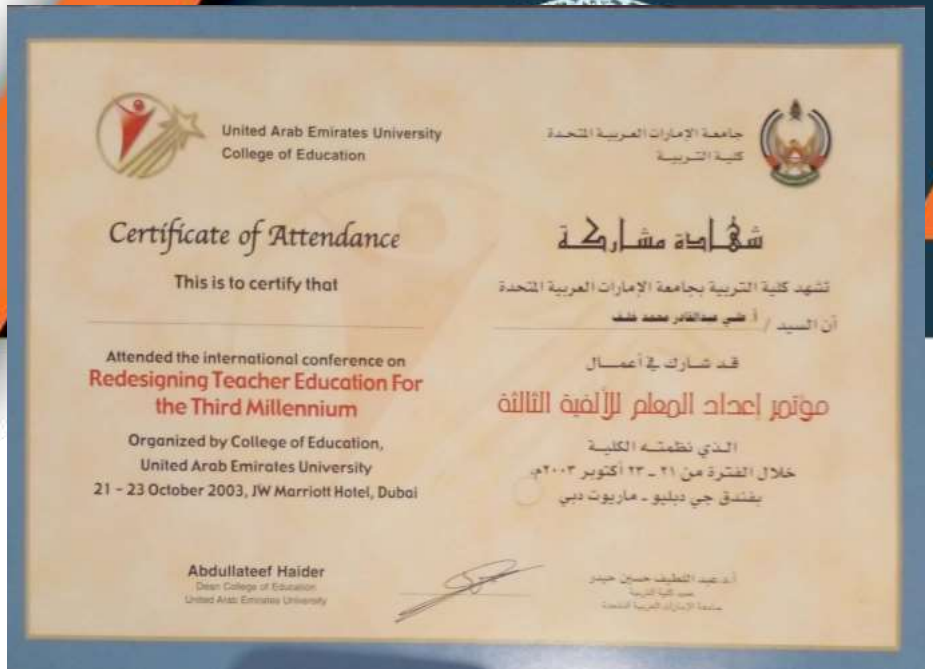 United Arab Emirates University
College of Education
Certificate of Attendance
This is to certify that
Attended the international conference on
Redesigning Teacher Education For
the Third Millennium
Organized by College of Education,
United Arab Emirates University
21 - 23 October 2003, JW Marriott Hotel, Dubai
Abdullateef Haider
Dean College of Education
United Arab Emirates University
جامعة الإمارات العربية المتحدة
كلية التربية
شهادة مشاركة
تشهد كلية التربية بجامعة الإمارات العربية المتحدة
أن السيد / أ. عبدالقادر محمد خلف
قد شارك في أعمال
مؤتمر إعداد المعلم للألفية الثالثة
الذي نظمته الكلية
خلال الفترة من ٢١ - ٢٣ أكتوبر ٢٠٠٣م.
بفندق جي دبليو - ماريوت دبي
أ.د. عبد اللطيف حسين حيدر
عميد كلية التربية
جامعة الإمارات العربية المتحدة